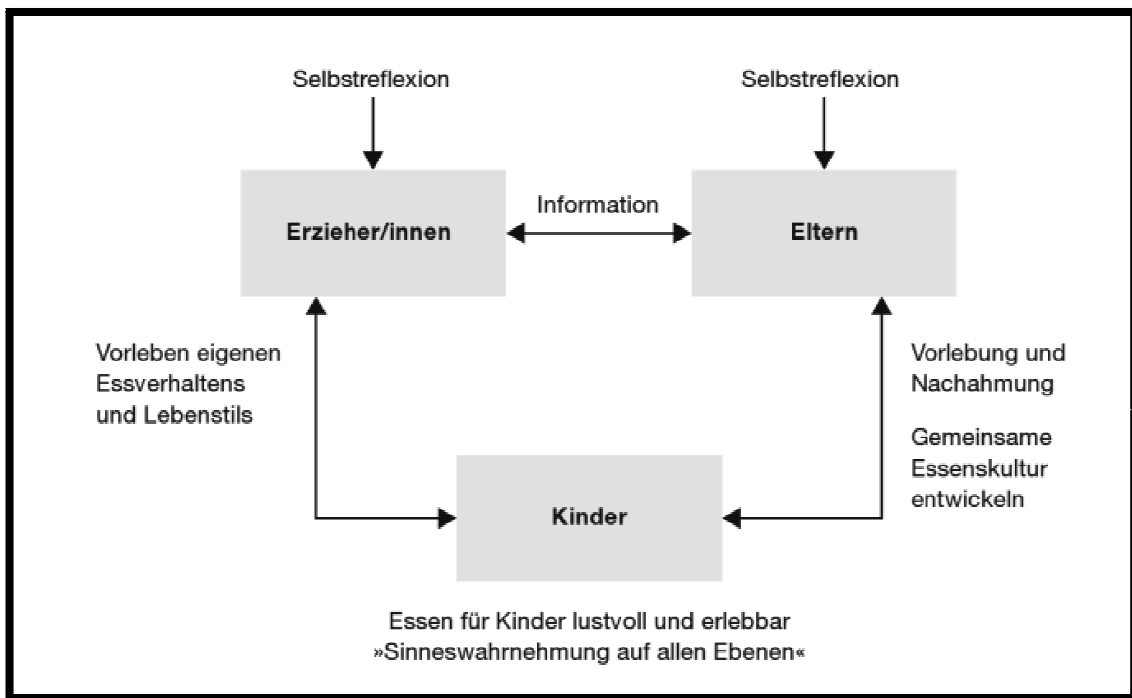 Selbstreflexion
Selbstreflexion
Erzieher/innen
Information
Eltern
Vorleben eigenen
Essverhaltens
und Lebenstils
Vorlebung und
Nachahmung
Gemeinsame
Essenskultur
entwickeln
Kinder
Essen für Kinder lustvoll und erlebbar
»Sinneswahrnehmung auf allen Ebenen«